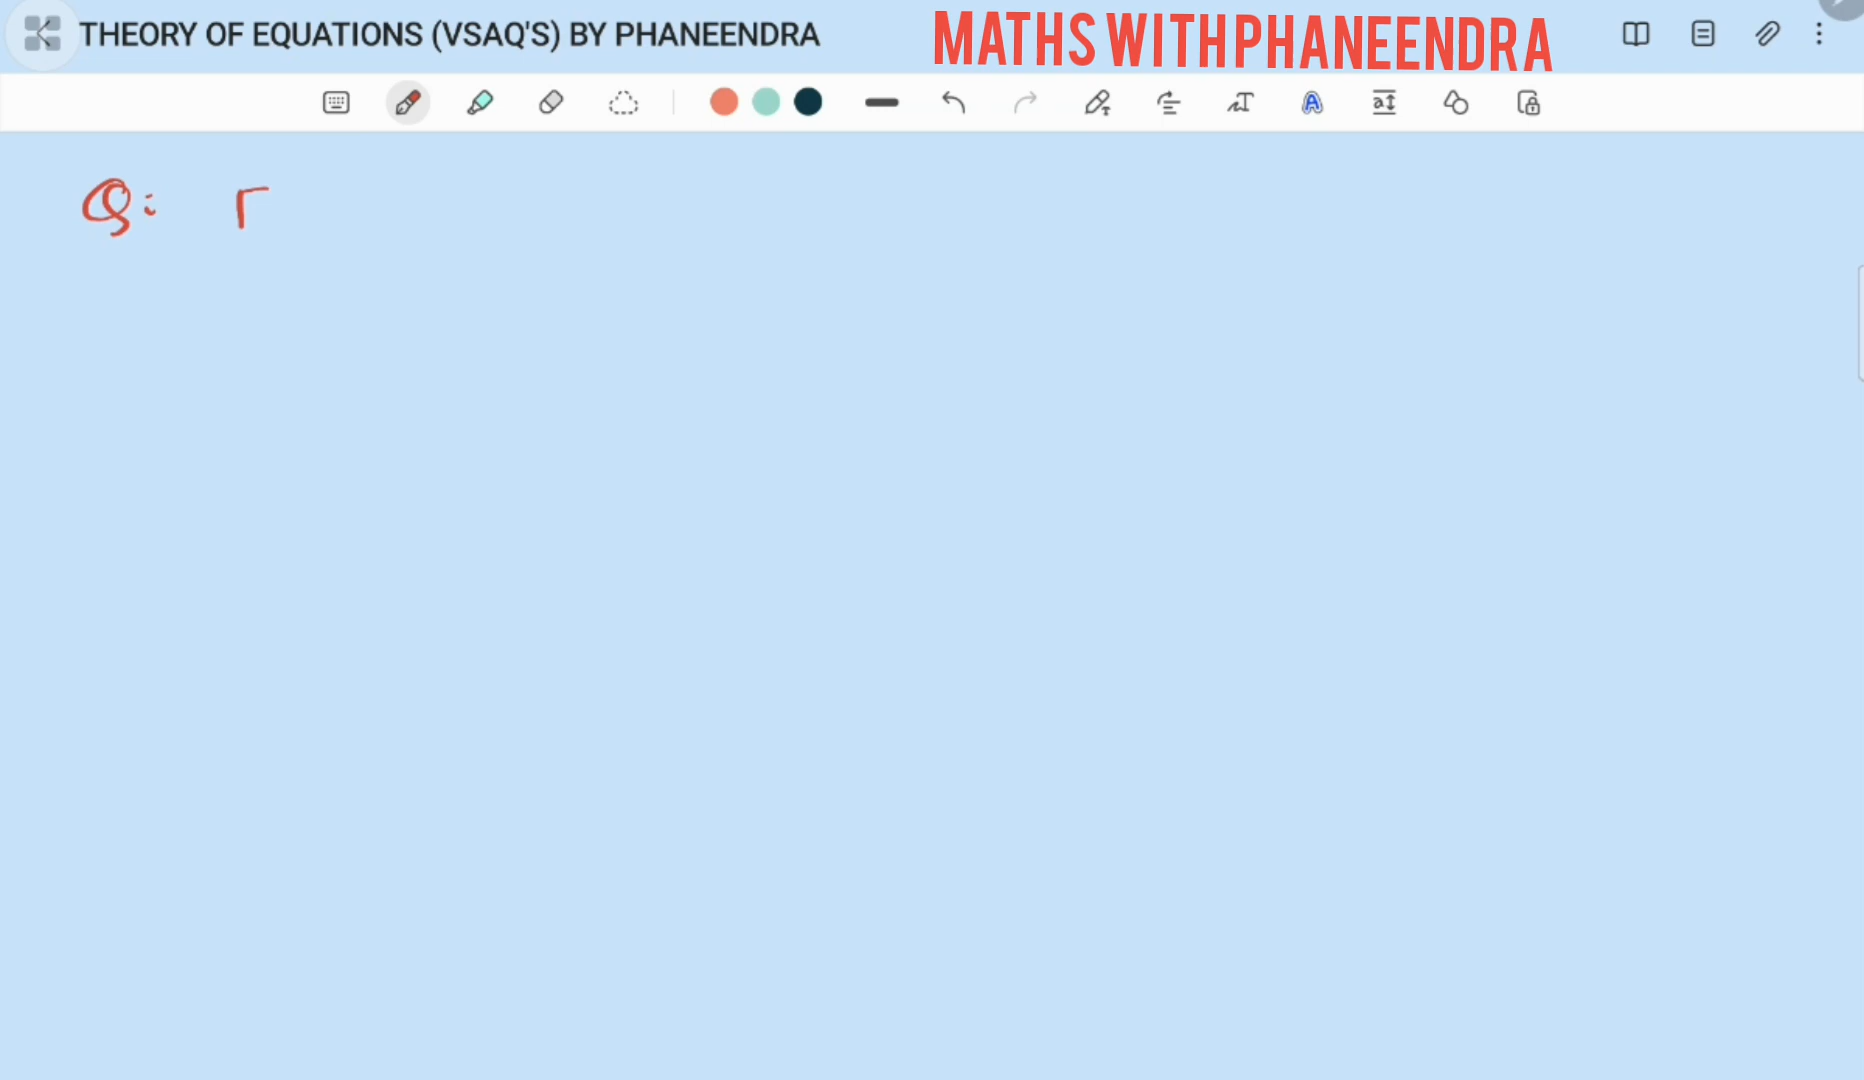 THEORY OF EQUATIONS (VSAQ'S) BY PHANEENDRA
MATHS WITH PHANEENDRA
Q: